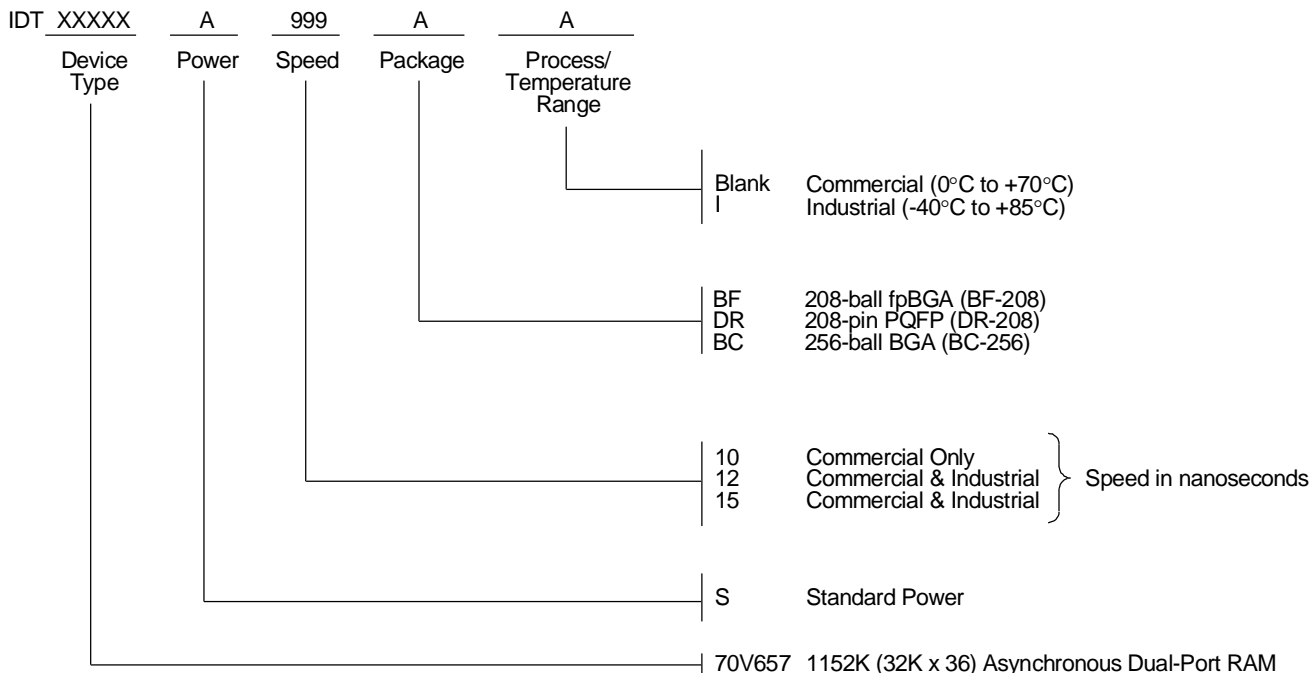 IDT XXXXX A 999 A A
Device Type
Power
Speed
Package
Process/
Temperature
Range
Blank Commercial (0°C to +70°C)
I Industrial (-40°C to +85°C)
BF 208-ball fpBGA (BF-208)
DR 208-pin PQFP (DR-208)
BC 256-ball BGA (BC-256)
10 Commercial Only
12 Commercial & Industrial
15 Commercial & Industrial
Speed in nanoseconds
S Standard Power
70V657 1152K (32K x 36) Asynchronous Dual-Port RAM